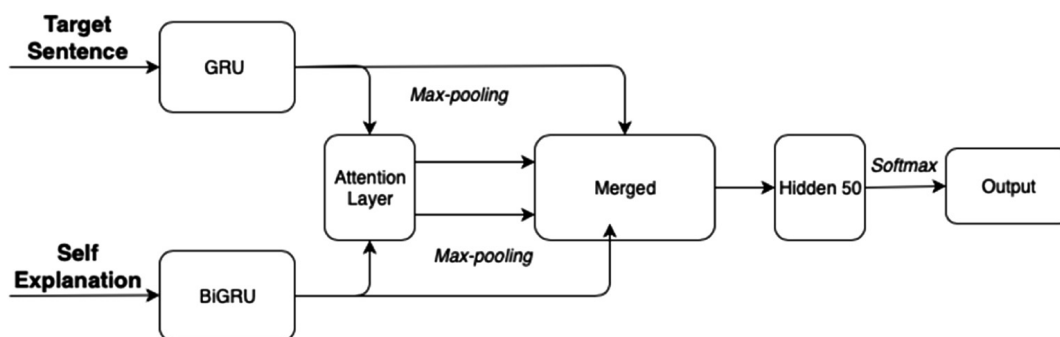 Target
Sentence
GRU
Max-pooling
Attention
Layer
Merged
Hidden 50
Softmax
Output
Max-pooling
Self
Explanation
BiGRU